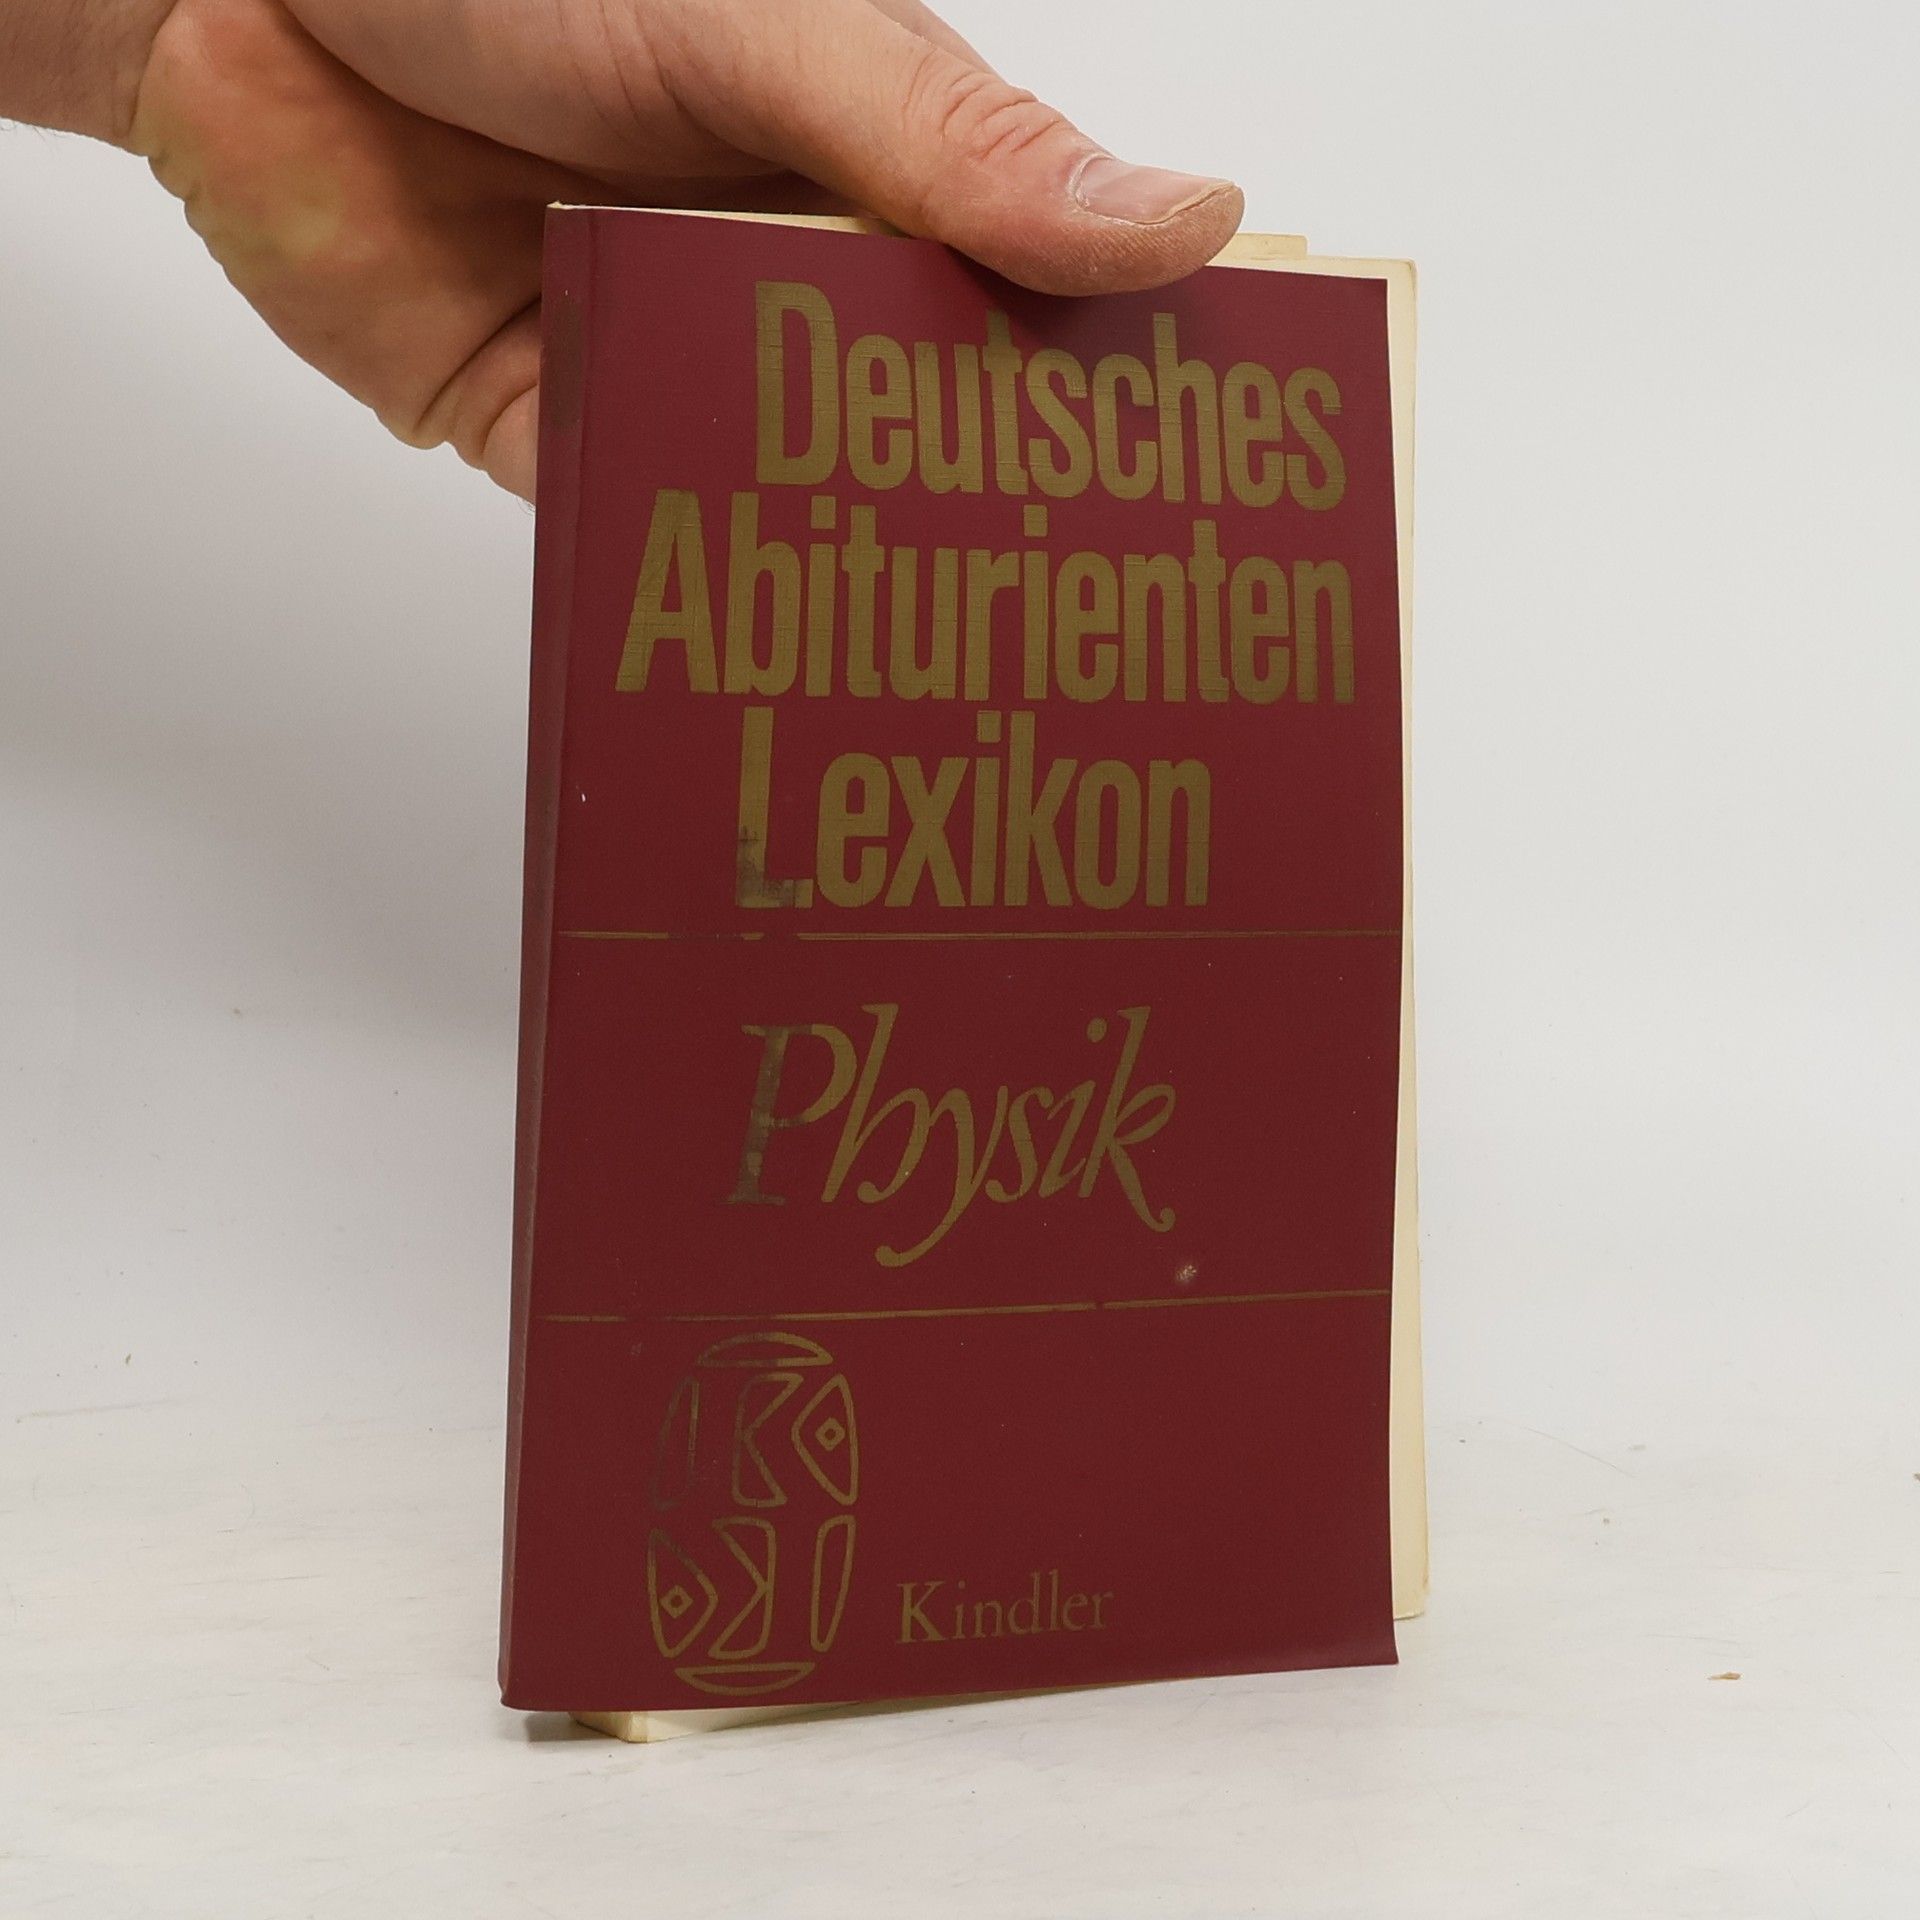 Deutsches
Abiturienten
Lexikon
Physik
Kindler